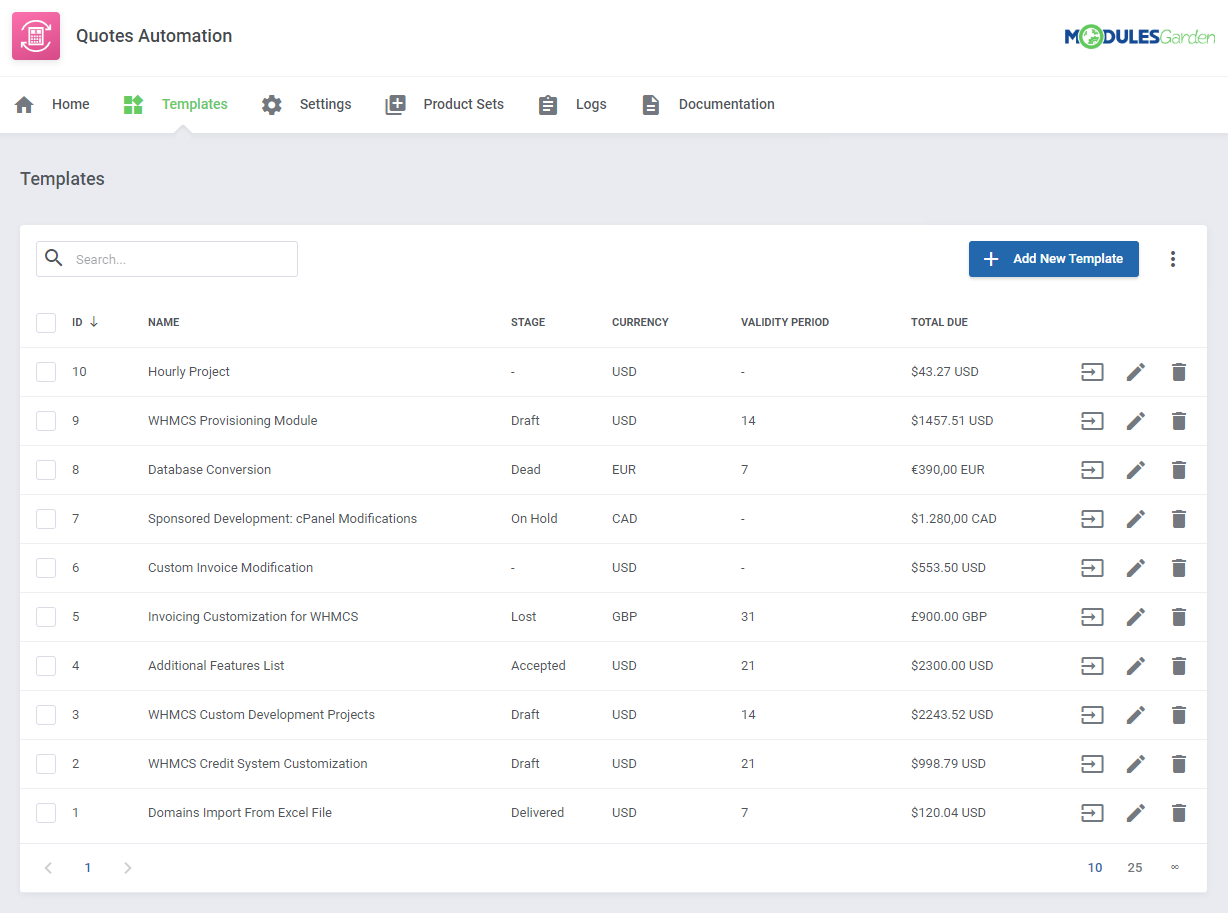 Quotes Automation
MODULESGarden
Home Templates Settings Product Sets Logs Documentation
Templates
Search... Add New Template
ID NAME STAGE CURRENCY VALIDITY PERIOD TOTAL DUE
10 Hourly Project - USD - $43.27 USD
9 WHMCS Provisioning Module Draft USD 14 $1457.51 USD
8 Database Conversion Dead EUR 7 €390,00 EUR
7 Sponsored Development: cPanel Modifications On Hold CAD - $1.280,00 CAD
6 Custom Invoice Modification - USD - $553.50 USD
5 Invoicing Customization for WHMCS Lost GBP 31 £900.00 GBP
4 Additional Features List Accepted USD 21 $2300.00 USD
3 WHMCS Custom Development Projects Draft USD 14 $2243.52 USD
2 WHMCS Credit System Customization Draft USD 21 $998.79 USD
1 Domains Import From Excel File Delivered USD 7 $120.04 USD
1 10 25 ∞